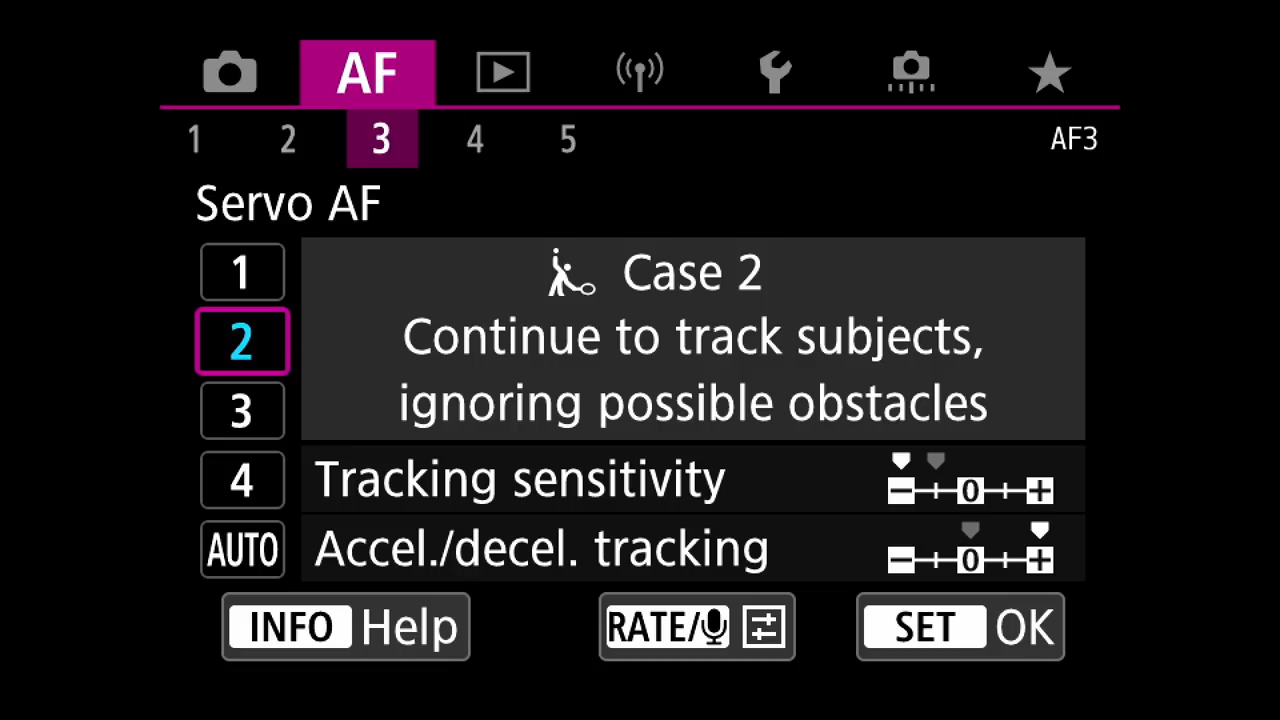 AF
1 2 3 4 5 AF3
Servo AF
1
Case 2
2
Continue to track subjects,
ignoring possible obstacles
3
4
Tracking sensitivity
− 0 +
AUTO
Accel./decel. tracking
− 0 +
INFO Help RATE/ SET OK